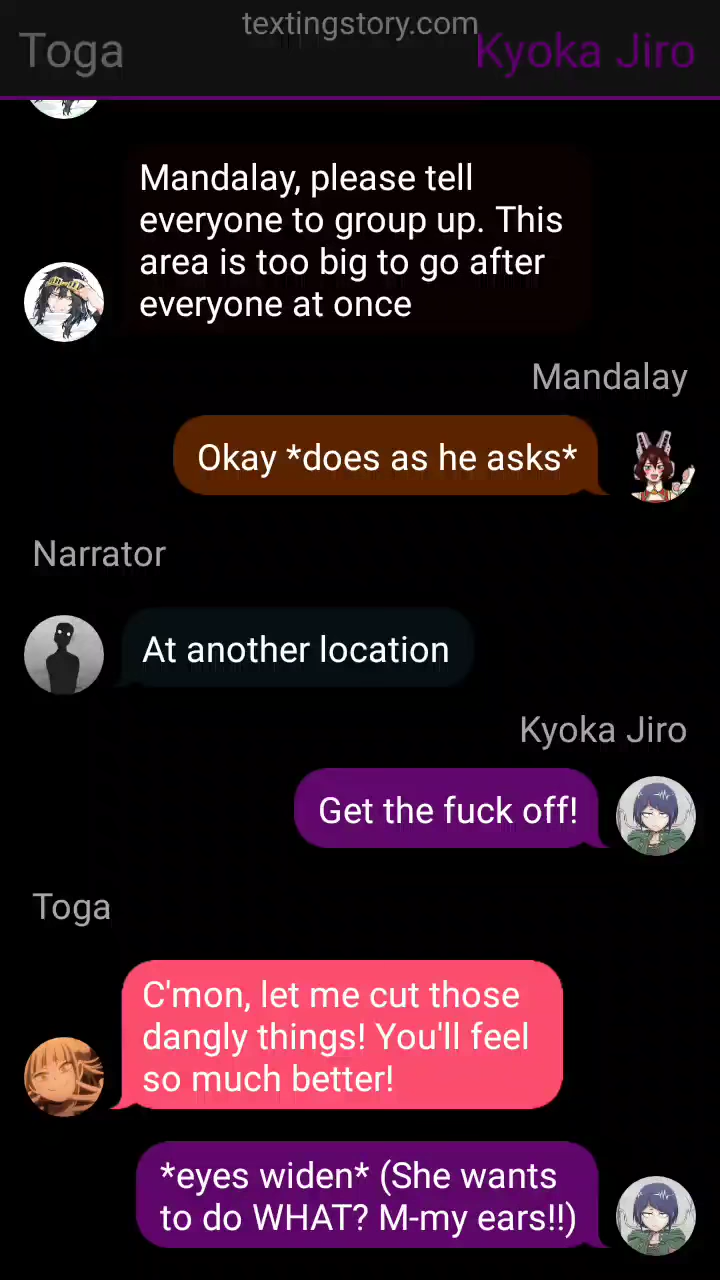 textingstory.com
Toga
Kyoka Jiro
Mandalay, please tell
everyone to group up. This
area is too big to go after
everyone at once
Mandalay
Okay *does as he asks*
Narrator
At another location
Kyoka Jiro
Get the fuck off!
Toga
C'mon, let me cut those
dangly things! You'll feel
so much better!
*eyes widen* (She wants
to do WHAT? M-my ears!!)